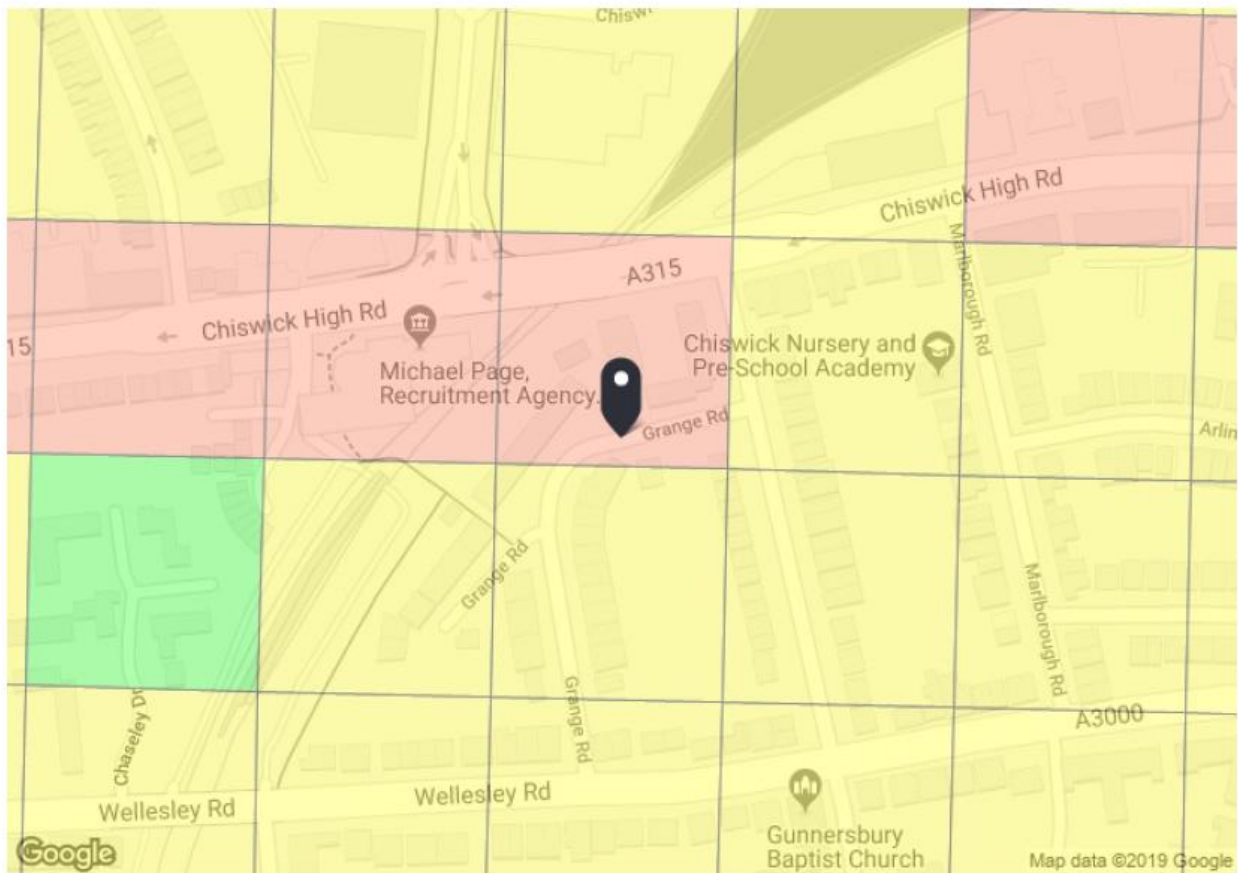 Chisw
Chiswick High Rd
A315
Marlborough Rd
Chiswick High Rd
15
Michael Page,
Recruitment Agency.
Chiswick Nursery and
Pre-School Academy
Grange Rd
Arlin
Grange Rd
Marlborough Rd
Grange Rd
Chaseley Dr
A3000
Wellesley Rd
Wellesley Rd
Gunnersbury
Baptist Church
Google
Map data ©2019 Google